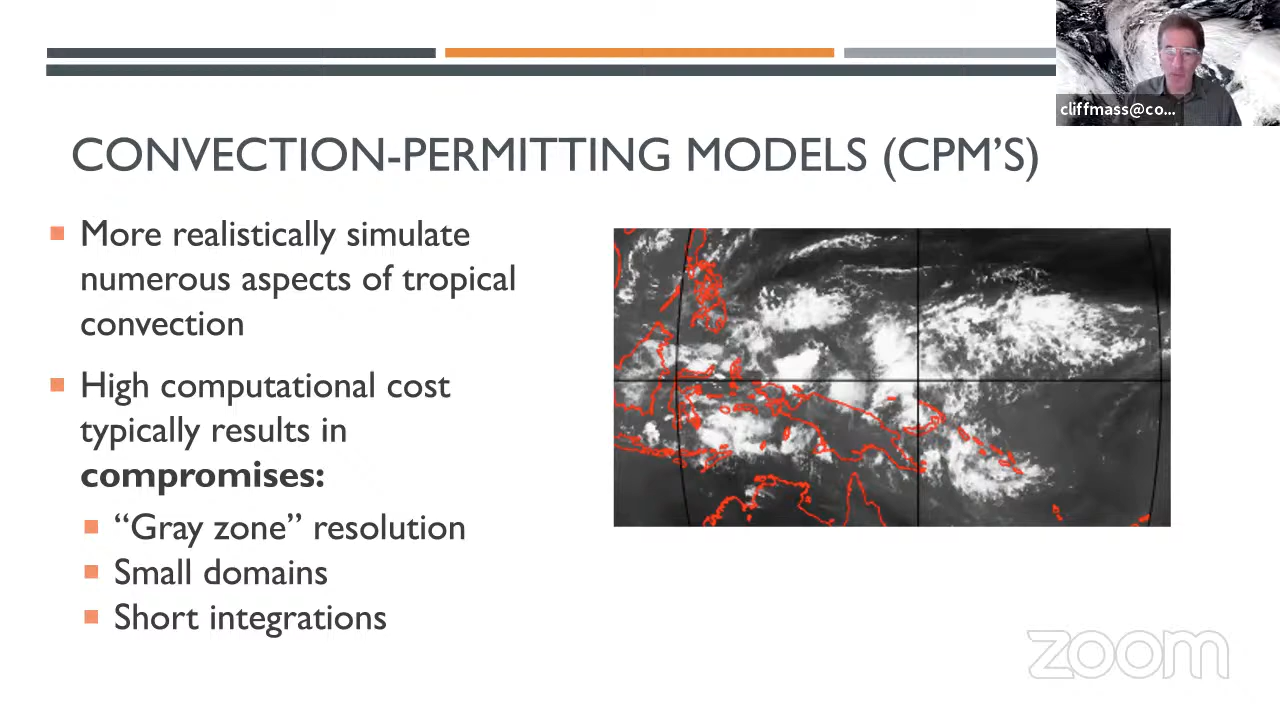 cliffmass@co...
CONVECTION-PERMITTING MODELS (CPM’S)
More realistically simulate
numerous aspects of tropical
convection
High computational cost
typically results in
compromises:
“Gray zone” resolution
Small domains
Short integrations
zoom